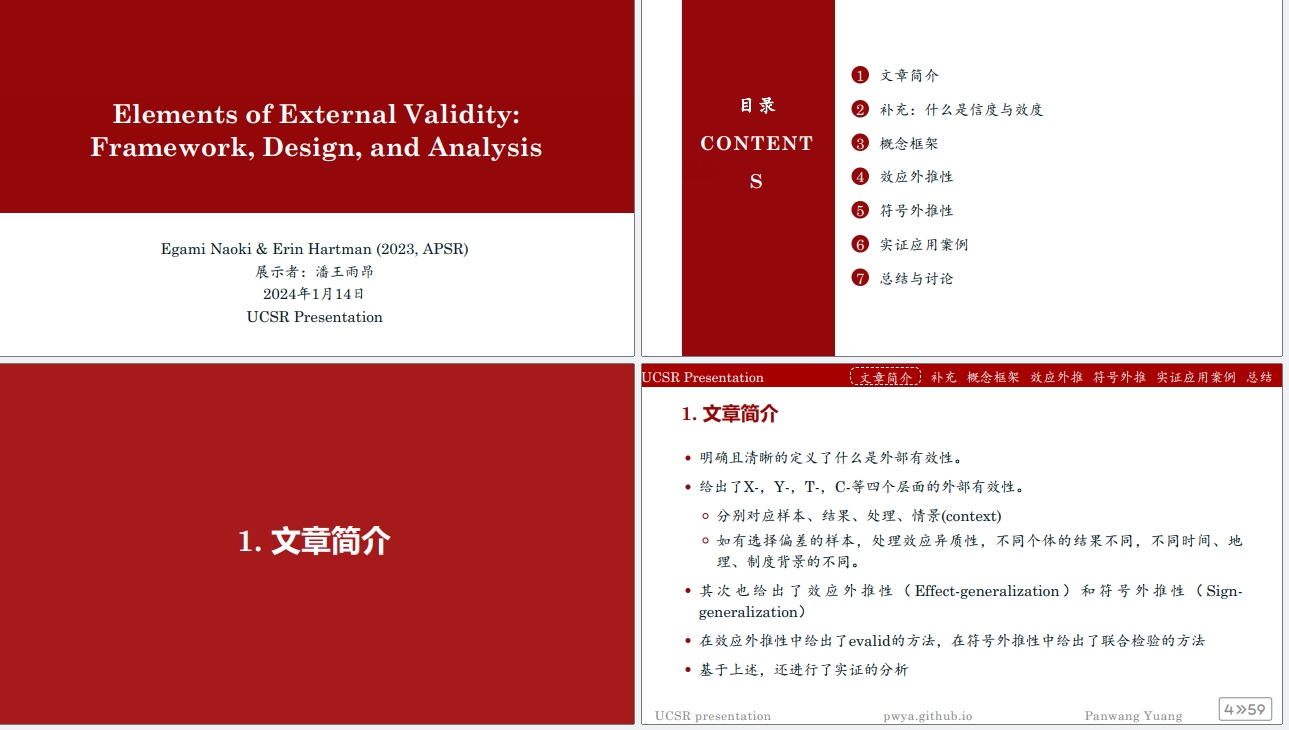 Elements of External Validity:
Framework, Design, and Analysis
Egami Naoki & Erin Hartman (2023, APSR)
展示者：潘王雨昂
2024年1月14日
UCSR Presentation
目录
CONTENT
S
1 文章简介
2 补充：什么是信度与效度
3 概念框架
4 效应外推性
5 符号外推性
6 实证应用案例
7 总结与讨论
1. 文章简介
UCSR Presentation 文章简介 补充 概念框架 效应外推 符号外推 实证应用案例 总结
1. 文章简介
• 明确且清晰的定义了什么是外部有效性。
• 给出了X-，Y-，T-，C-等四个层面的外部有效性。
○ 分别对应样本、结果、处理、情景(context)
○ 如有选择偏差的样本，处理效应异质性，不同个体的结果不同，不同时间、地
理、制度背景的不同。
• 其次也给出了效应外推性（Effect-generalization）和符号外推性（Sign-
generalization）
• 在效应外推性中给出了evalid的方法，在符号外推性中给出了联合检验的方法
• 基于上述，还进行了实证的分析
UCSR presentation pwya.github.io Panwang Yuang 4»59